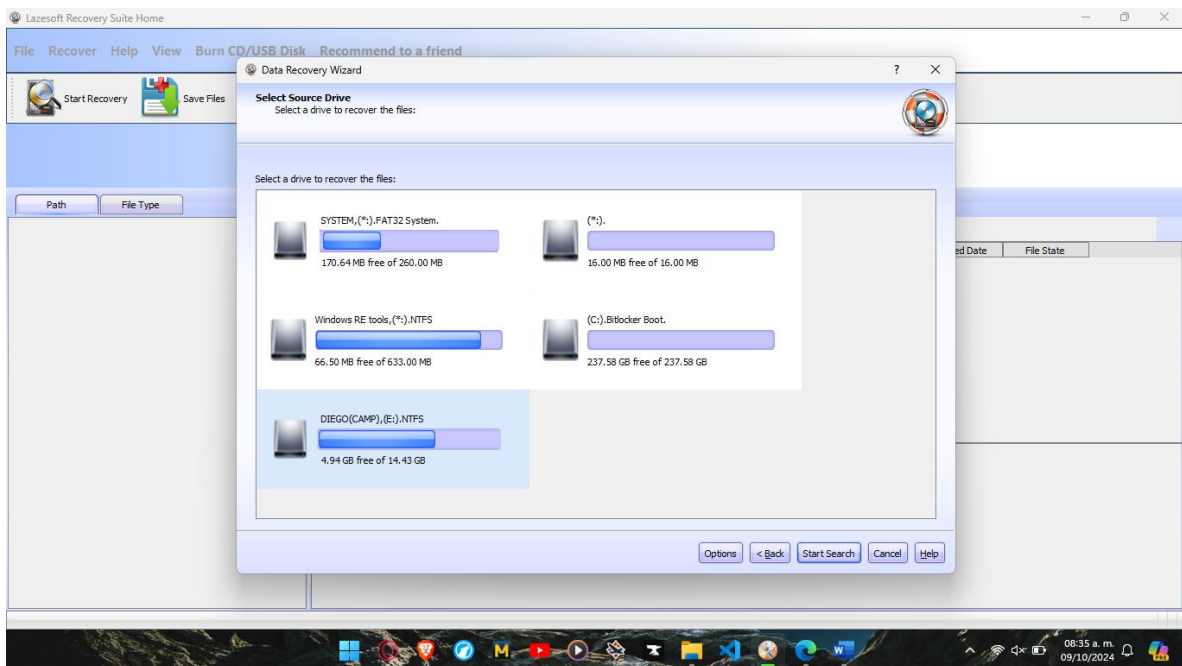 Lazesoft Recovery Suite Home
File Recover Help View Burn CD/USB Disk Recommend to a friend
Data Recovery Wizard
Start Recovery
Save Files
Select Source Drive
Select a drive to recover the files:
Select a drive to recover the files:
Path
File Type
SYSTEM,(*:).FAT32 System.
170.64 MB free of 260.00 MB
(*:).
16.00 MB free of 16.00 MB
ed Date
File State
Windows RE tools,(*:).NTFS
66.50 MB free of 633.00 MB
(C:).Bitlocker Boot.
237.58 GB free of 237.58 GB
DIEGO(CAMP),(E:).NTFS
4.94 GB free of 14.43 GB
Options
< Back
Start Search
Cancel
Help
08:35 a. m.
09/10/2024